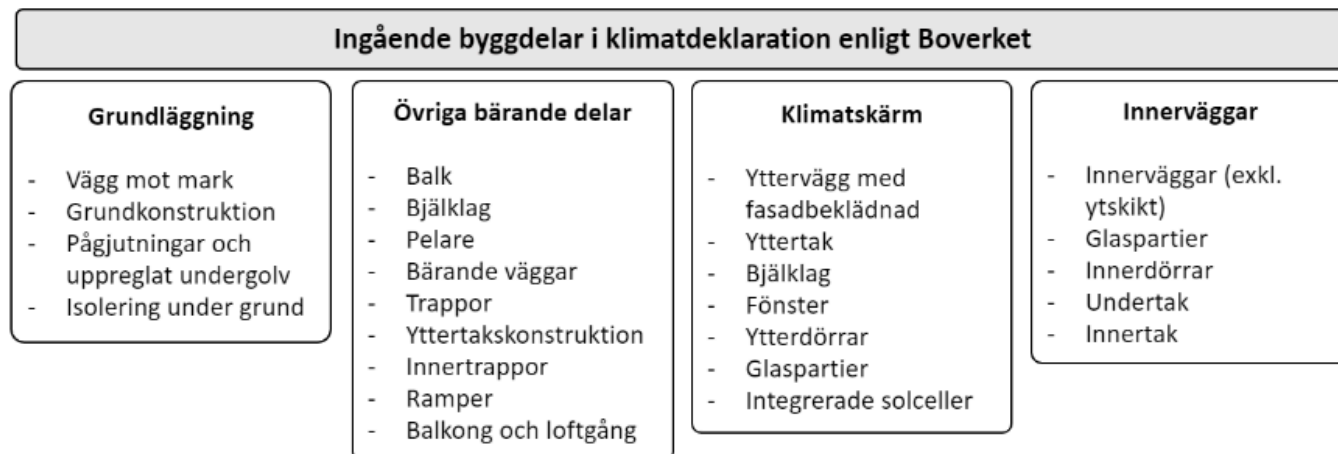 Ingående byggdelar i klimatdeklaration enligt Boverket
Grundläggning
- Vägg mot mark
- Grundkonstruktion
- Pågjutningar och
uppreglat undergolv
- Isolering under grund
Övriga bärande delar
- Balk
- Bjälklag
- Pelare
- Bärande väggar
- Trappor
- Yttertakskonstruktion
- Innertrappor
- Ramper
- Balkong och loftgång
Klimatskärm
- Yttervägg med
fasadbeklädnad
- Yttertak
- Bjälklag
- Fönster
- Ytterdörrar
- Glaspartier
- Integrerade solceller
Innerväggar
- Innerväggar (exkl.
ytskikt)
- Glaspartier
- Innerdörrar
- Undertak
- Innertak